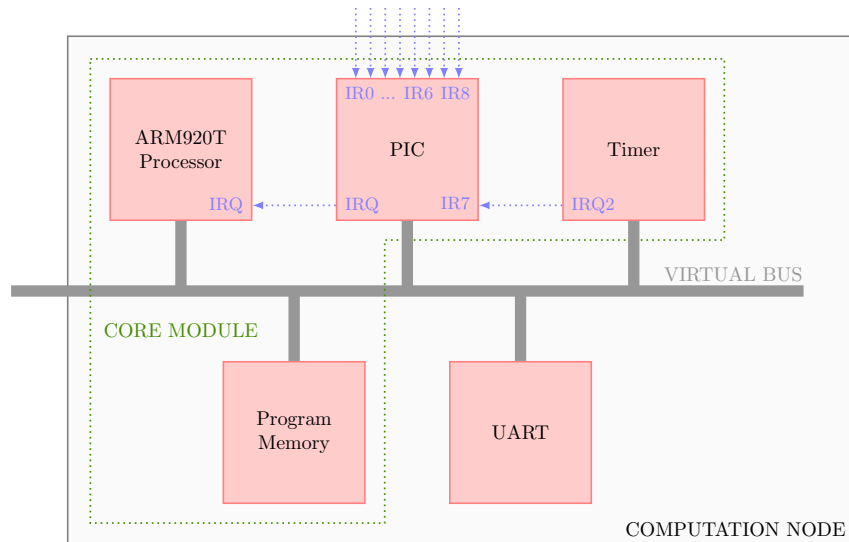 IR0 ... IR6 IR8
ARM920T
Processor
PIC
Timer
IRQ
IRQ
IR7
IRQ2
VIRTUAL BUS
CORE MODULE
Program
Memory
UART
COMPUTATION NODE